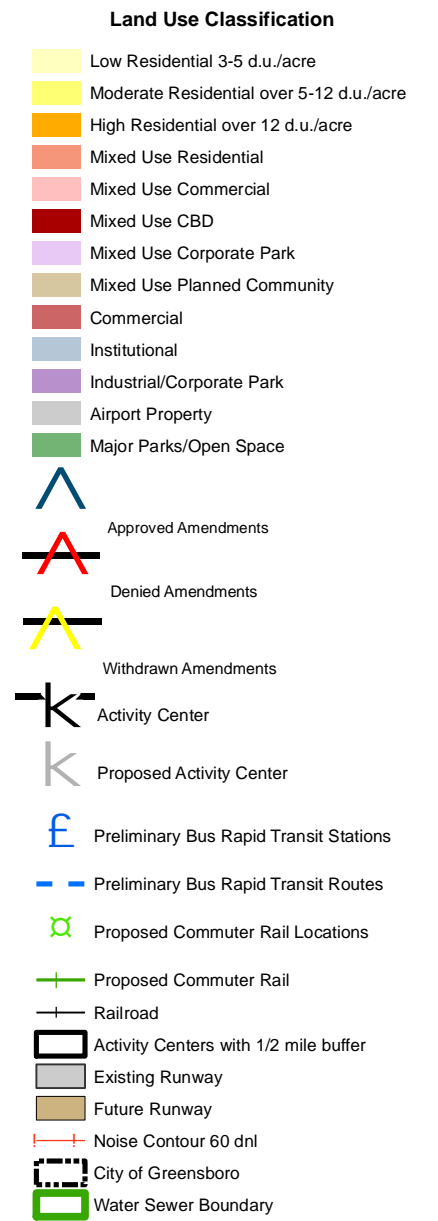 Land Use Classification
Low Residential 3-5 d.u./acre
Moderate Residential over 5-12 d.u./acre
High Residential over 12 d.u./acre
Mixed Use Residential
Mixed Use Commercial
Mixed Use CBD
Mixed Use Corporate Park
Mixed Use Planned Community
Commercial
Institutional
Industrial/Corporate Park
Airport Property
Major Parks/Open Space
Approved Amendments
Denied Amendments
Withdrawn Amendments
k Activity Center
k Proposed Activity Center
£ Preliminary Bus Rapid Transit Stations
Preliminary Bus Rapid Transit Routes
¤ Proposed Commuter Rail Locations
Proposed Commuter Rail
Railroad
Activity Centers with 1/2 mile buffer
Existing Runway
Future Runway
Noise Contour 60 dnl
City of Greensboro
Water Sewer Boundary